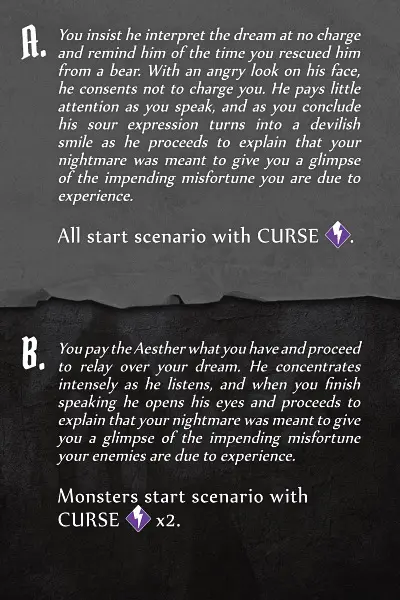 A. You insist he interpret the dream at no charge
and remind him of the time you rescued him
from a bear. With an angry look on his face,
he consents not to charge you. He pays little
attention as you speak, and as you conclude
his sour expression turns into a devilish
smile as he proceeds to explain that your
nightmare was meant to give you a glimpse
of the impending misfortune you are due to
experience.
All start scenario with CURSE .
B. You pay the Aesther what you have and proceed
to relay over your dream. He concentrates
intensely as he listens, and when you finish
speaking he opens his eyes and proceeds to
explain that your nightmare was meant to give
you a glimpse of the impending misfortune
your enemies are due to experience.
Monsters start scenario with
CURSE x2.